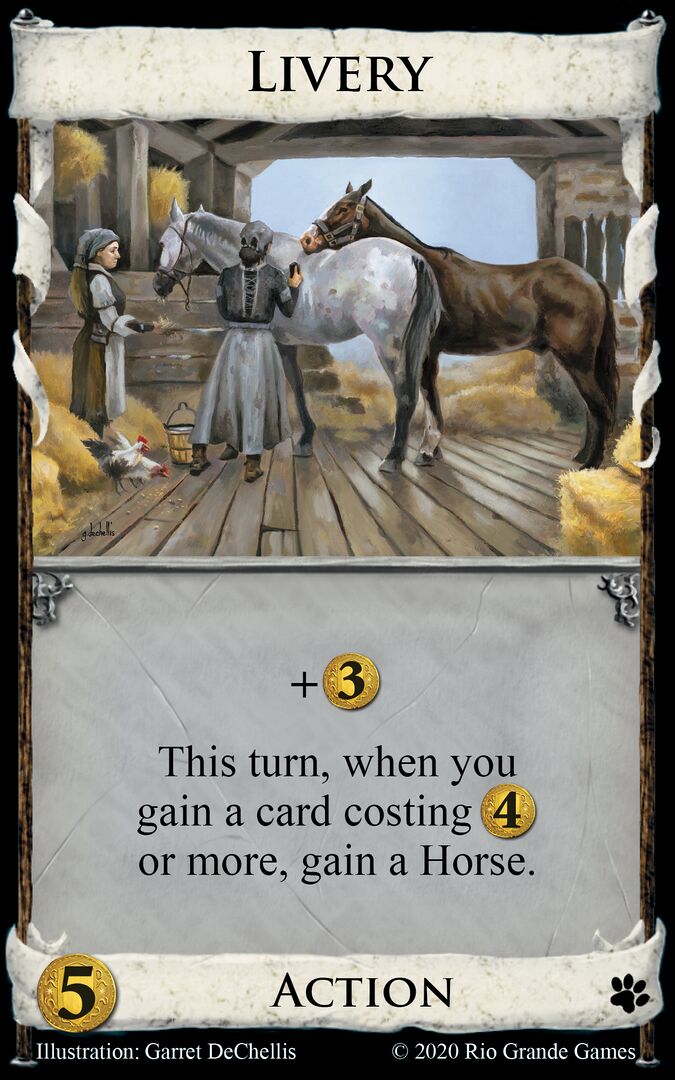 LIVERY
g.dechellis
+3
This turn, when you
gain a card costing 4
or more, gain a Horse.
5 ACTION
Illustration: Garret DeChellis © 2020 Rio Grande Games